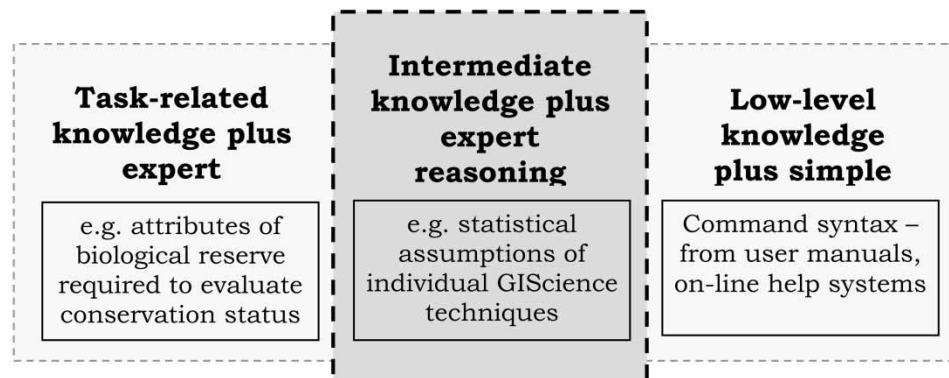 Task-related
knowledge plus
expert
e.g. attributes of
biological reserve
required to evaluate
conservation status
Intermediate
knowledge plus
expert
reasoning
e.g. statistical
assumptions of
individual GIScience
techniques
Low-level
knowledge
plus simple
Command syntax –
from user manuals,
on-line help systems